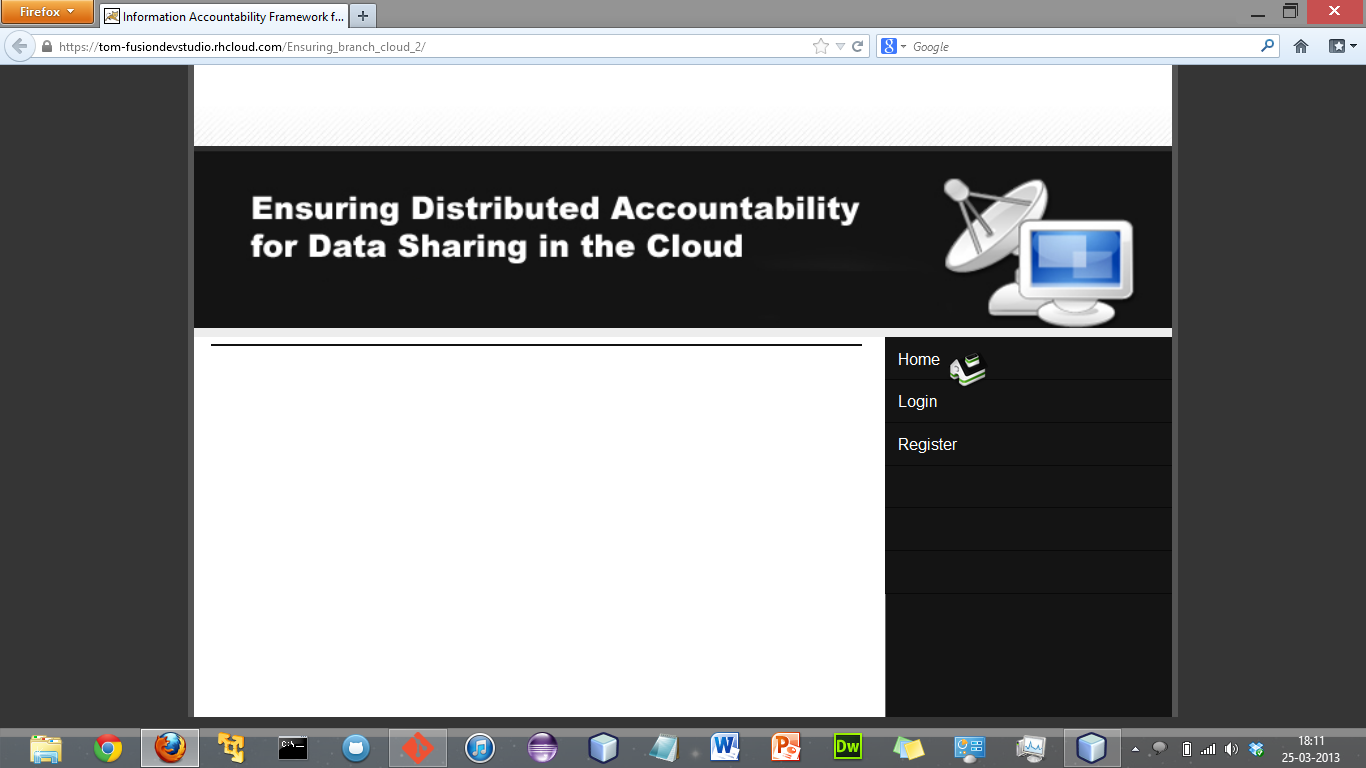 Firefox
Information Accountability Framework f...
https://tom-fusiondevstudio.rhcloud.com/Ensuring_branch_cloud_2/
Google
Ensuring Distributed Accountability
for Data Sharing in the Cloud
Home
Login
Register
C:\_
Dw
18:11
25-03-2013